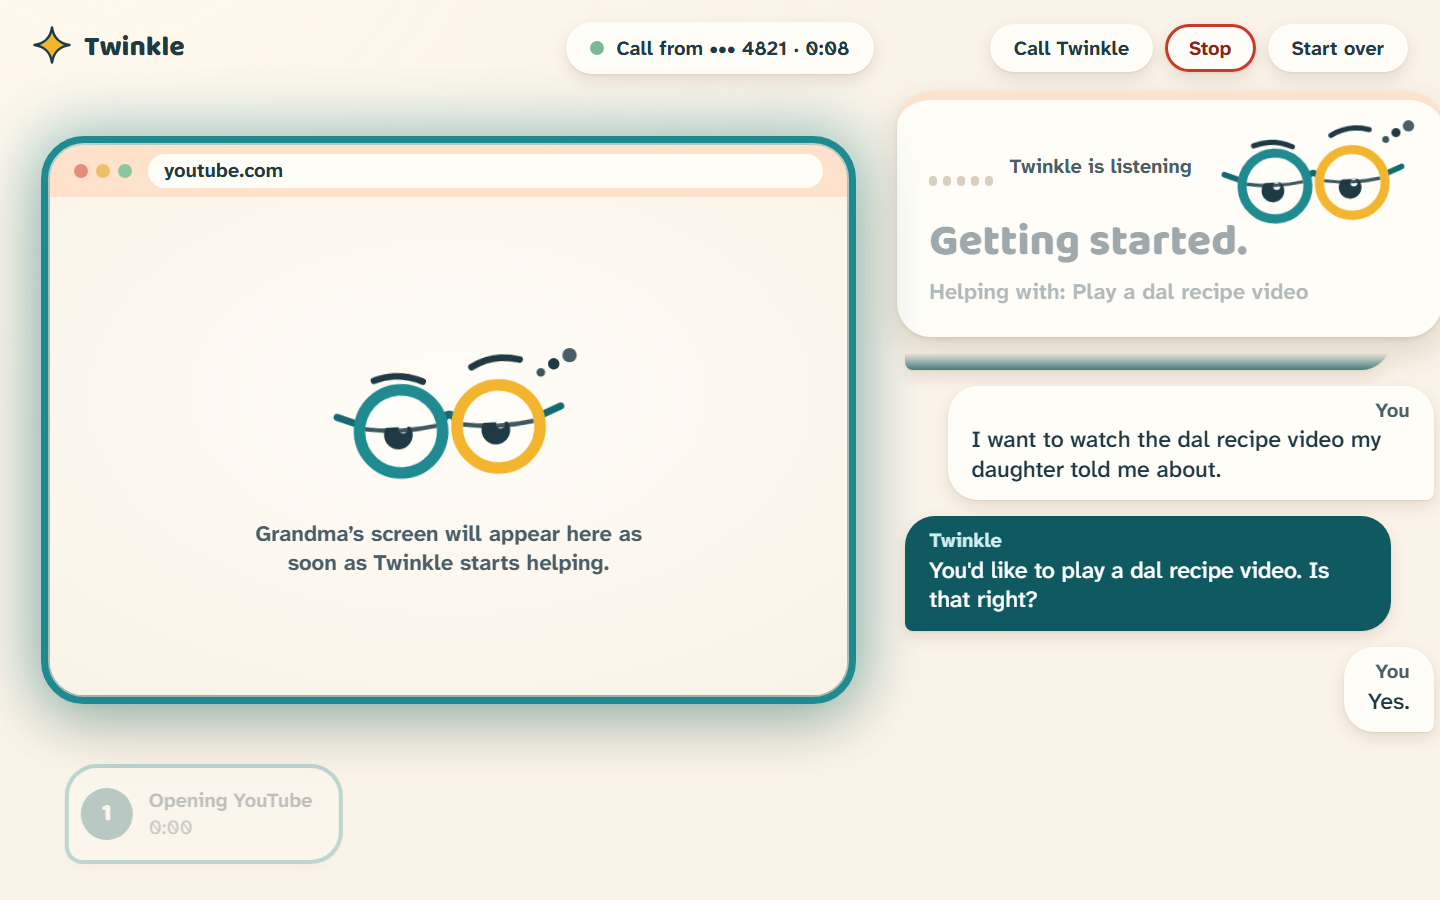 Twinkle
Call from ••• 4821 · 0:08
Call Twinkle
Stop
Start over
youtube.com
Grandma’s screen will appear here as
soon as Twinkle starts helping.
1
Opening YouTube
0:00
Twinkle is listening
Getting started.
Helping with: Play a dal recipe video
You
I want to watch the dal recipe video my
daughter told me about.
Twinkle
You'd like to play a dal recipe video. Is
that right?
You
Yes.